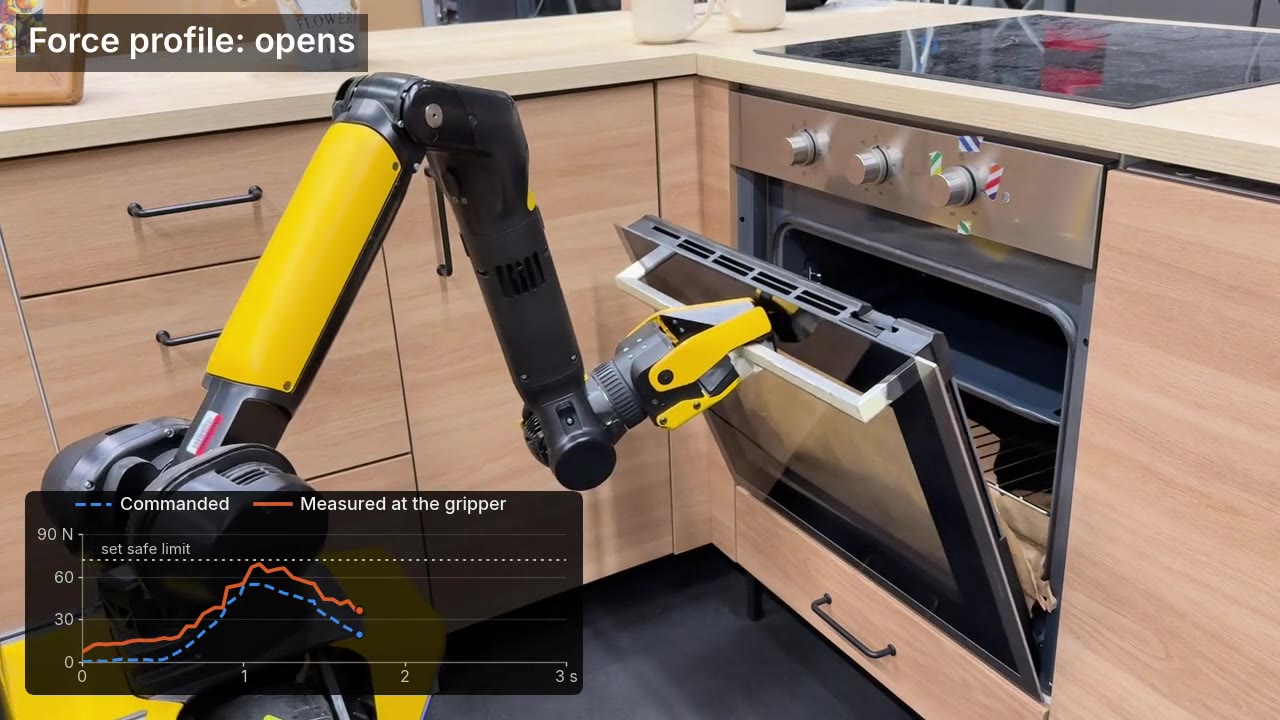 FLOWERS
Force profile: opens
Commanded
Measured at the gripper
90 N
set safe limit
60
30
0
0 1 2 3 s